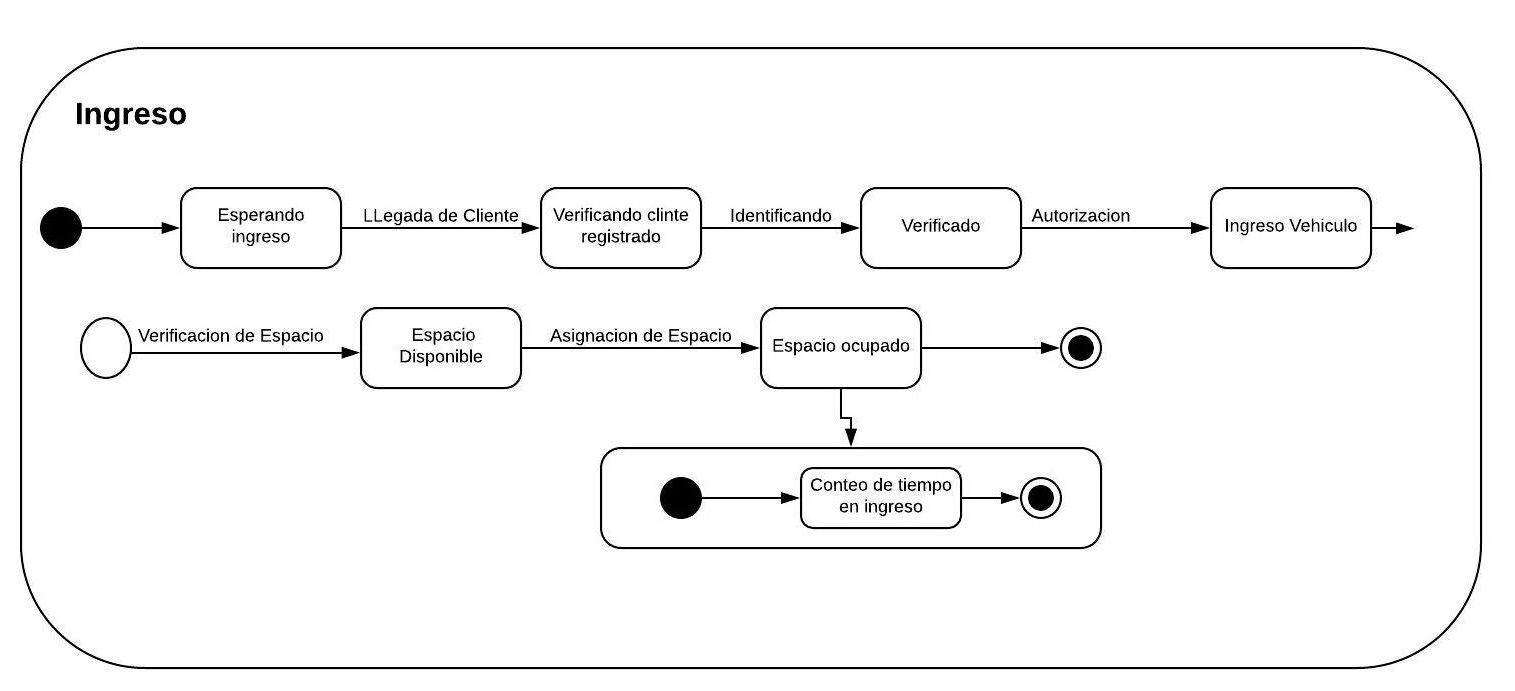 Ingreso
Esperando
ingreso
LLegada de Cliente
Verificando clinte
registrado
Identificando
Verificado
Autorizacion
Ingreso Vehiculo
Verificacion de Espacio
Espacio
Disponible
Asignacion de Espacio
Espacio ocupado
Conteo de tiempo
en ingreso